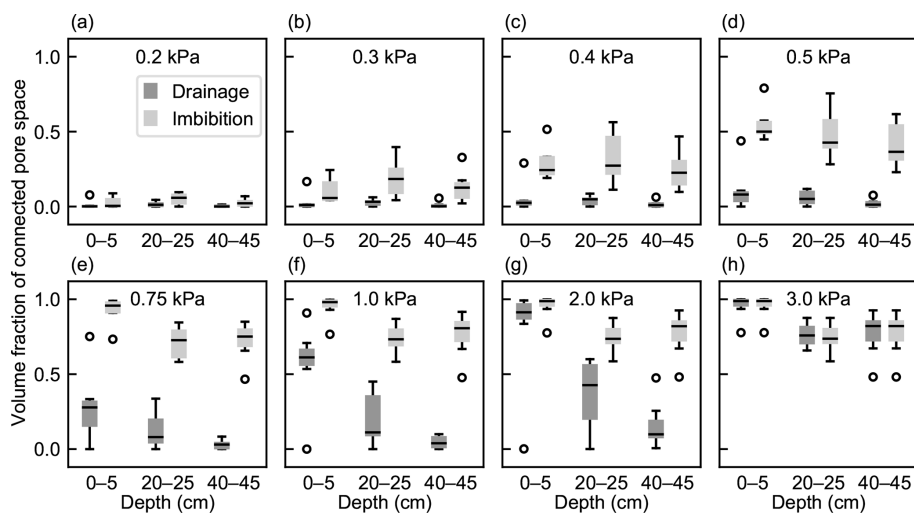 (a) (b) (c) (d)
0.2 kPa 0.3 kPa 0.4 kPa 0.5 kPa
Drainage
Imbibition
1.0
0.5
0.0
0–5 20–25 40–45 0–5 20–25 40–45 0–5 20–25 40–45 0–5 20–25 40–45
Volume fraction of connected pore space
(e) (f) (g) (h)
0.75 kPa 1.0 kPa 2.0 kPa 3.0 kPa
1.0
0.5
0.0
0–5 20–25 40–45 0–5 20–25 40–45 0–5 20–25 40–45 0–5 20–25 40–45
Depth (cm) Depth (cm) Depth (cm) Depth (cm)